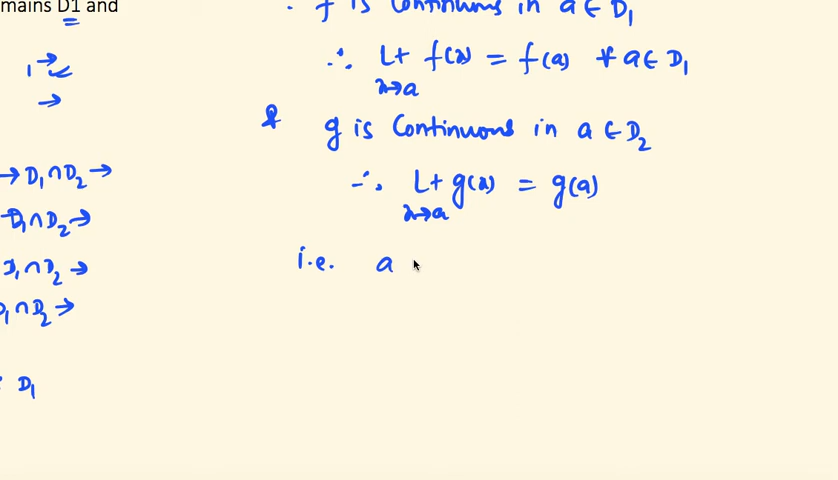 mains D1 and
→ D₁∩D₂ →
D₁∩D₂ →
D₁∩D₂ →
D₁∩D₂ →
D₁
f is Continuous in a ∈ D₁
∴ Lt f(x) = f(a) ∀ a ∈ D₁
x→a
& g is Continuous in a ∈ D₂
∴ Lt g(x) = g(a)
x→a
i.e. a